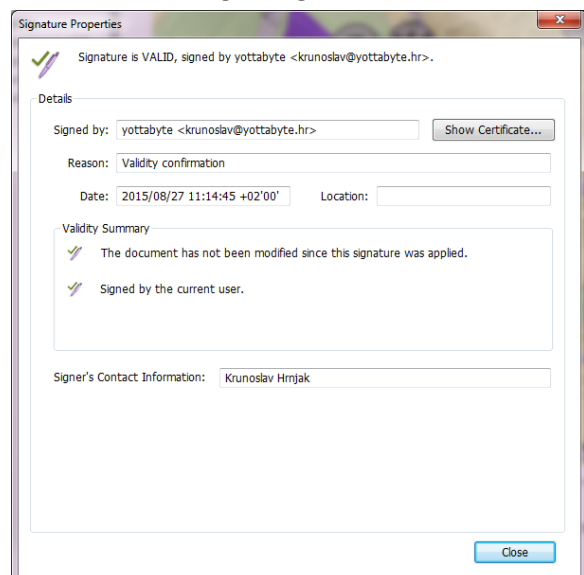 Signature Properties
Signature is VALID, signed by yottabyte <krunoslav@yottabyte.hr>.
Details
Signed by: yottabyte <krunoslav@yottabyte.hr> Show Certificate...
Reason: Validity confirmation
Date: 2015/08/27 11:14:45 +02'00' Location:
Validity Summary
The document has not been modified since this signature was applied.
Signed by the current user.
Signer's Contact Information: Krunoslav Hrnjak
Close